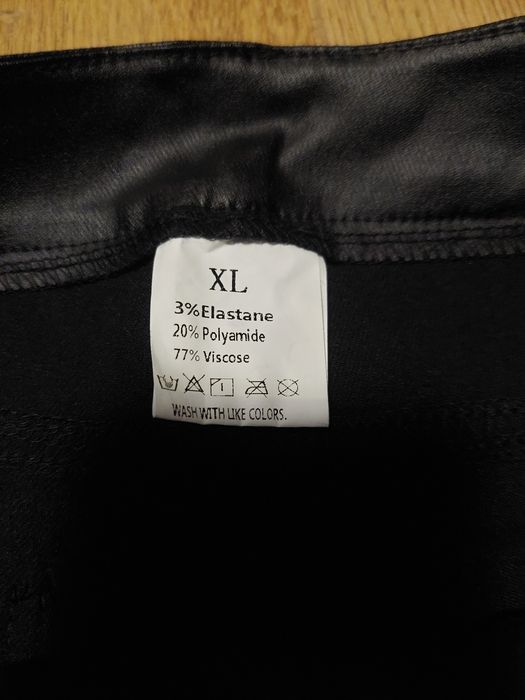 XL
3%Elastane
20% Polyamide
77% Viscose
WASH WITH LIKE COLORS.